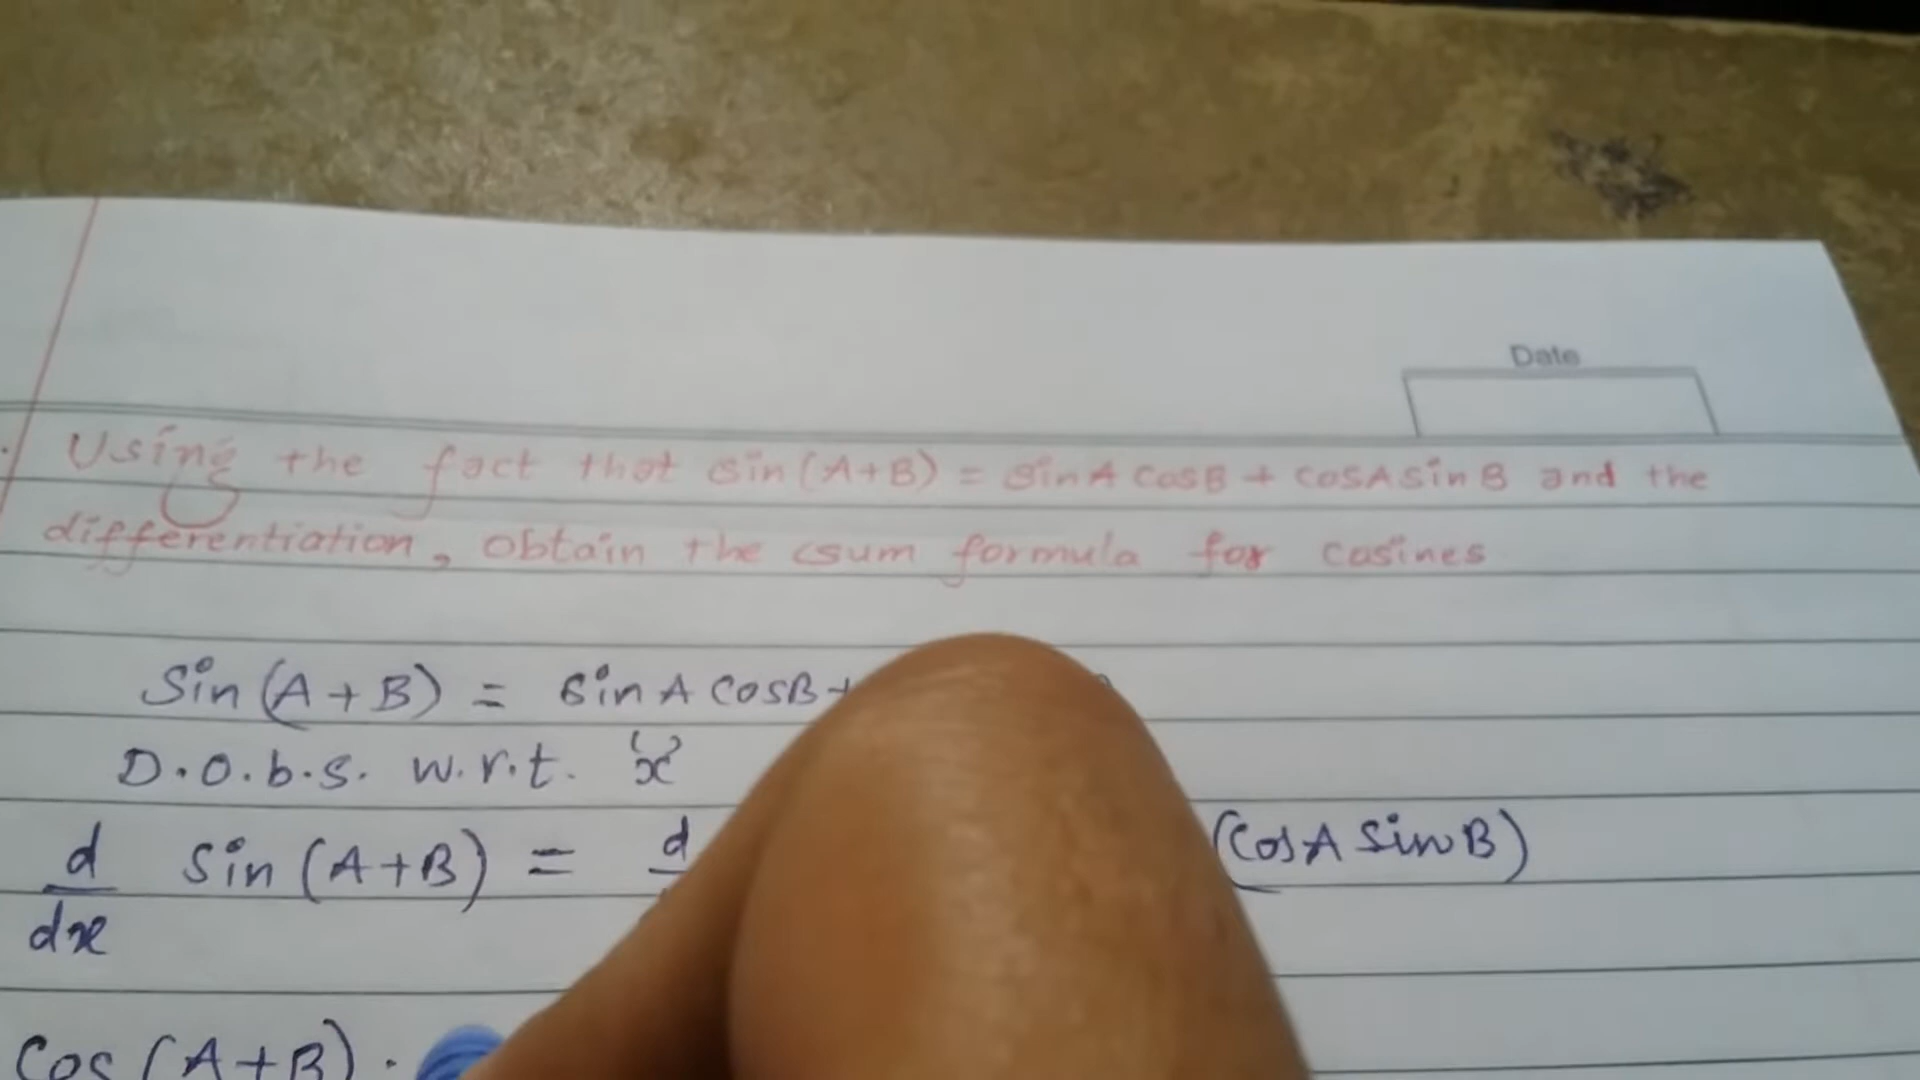 Date
Using the fact that sin(A+B) = sinA cosB + cosA sinB and the
differentiation, obtain the sum formula for cosines
Sin(A+B) = sinA cosB+
D.O.b.s. w.r.t. 'x'
d/dx Sin(A+B) = d (CosA SinB)
Cos(A+B).